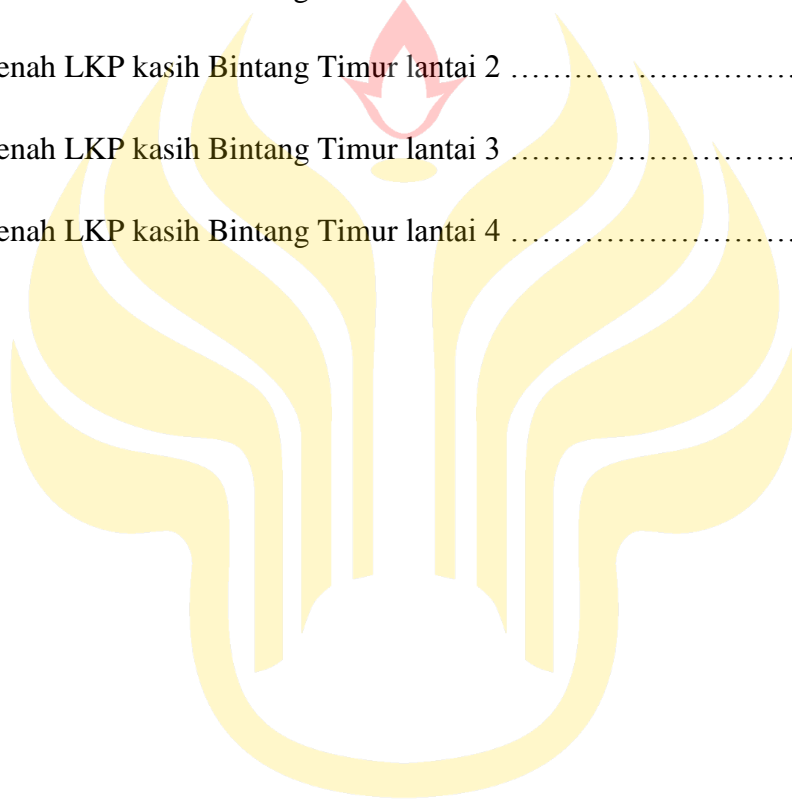 enah LKP kasih Bintang Timur lantai 2 ………………………
enah LKP kasih Bintang Timur lantai 3 ………………………
enah LKP kasih Bintang Timur lantai 4 ………………………